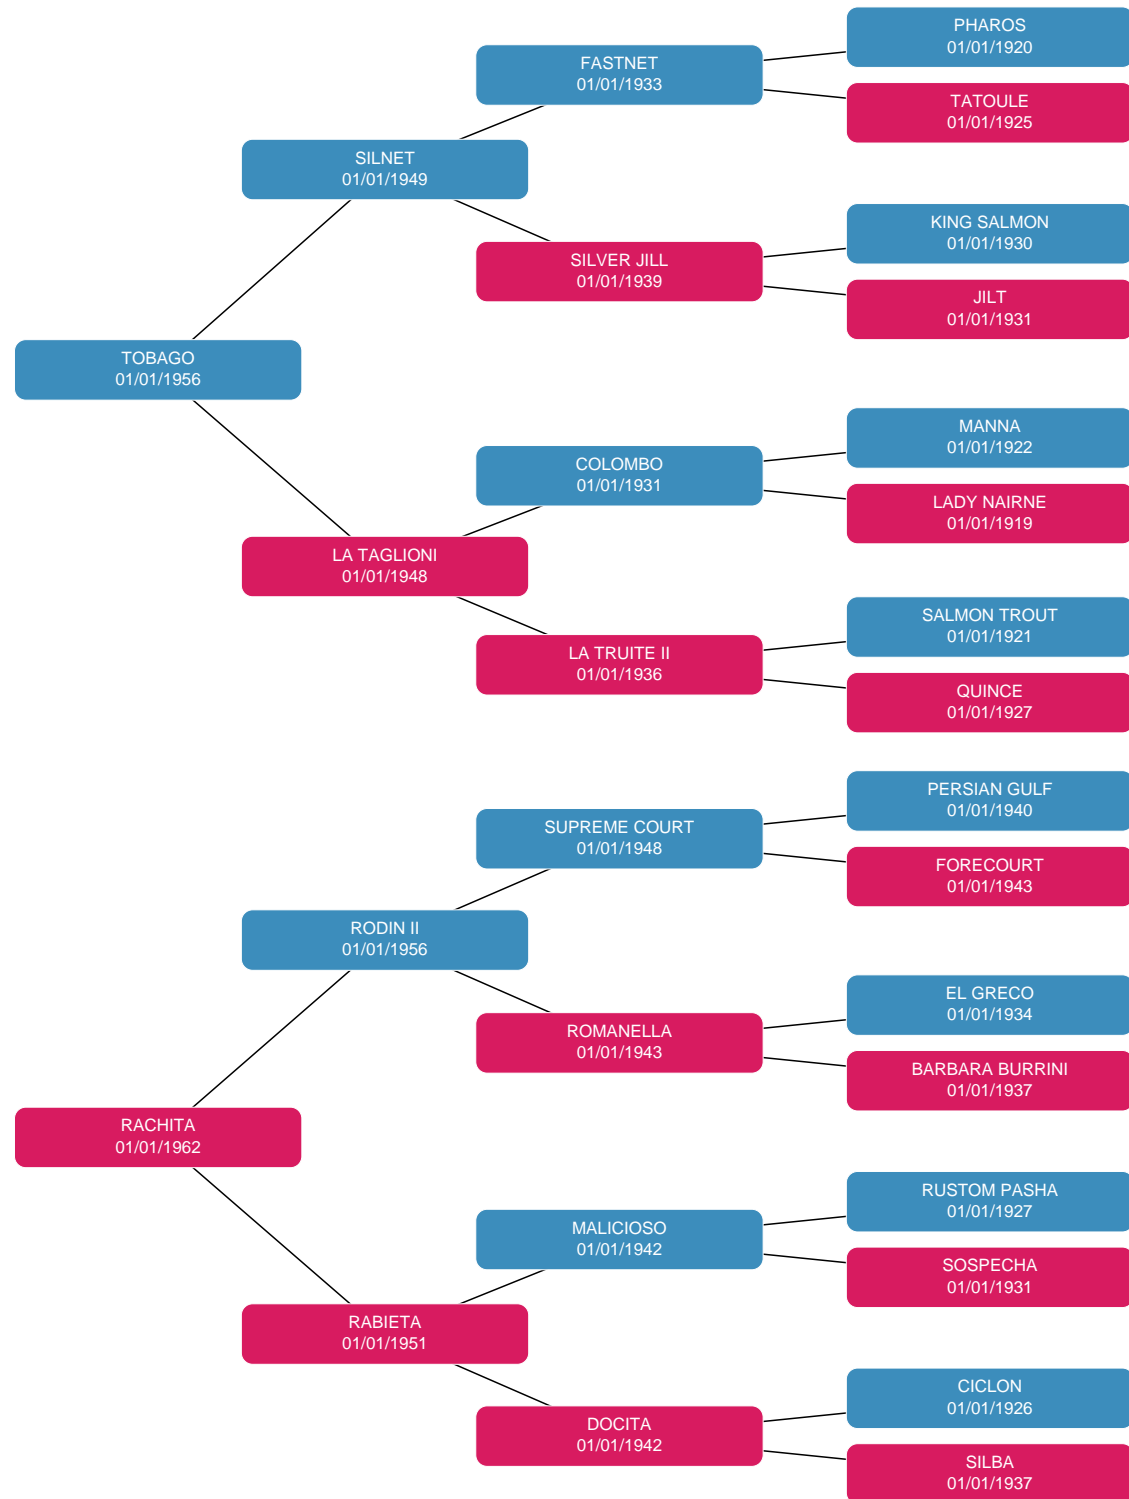 PHAROS
01/01/1920
FASTNET
01/01/1933
TATOULE
01/01/1925
SILNET
01/01/1949
KING SALMON
01/01/1930
SILVER JILL
01/01/1939
JILT
01/01/1931
TOBAGO
01/01/1956
MANNA
01/01/1922
COLOMBO
01/01/1931
LADY NAIRNE
01/01/1919
LA TAGLIONI
01/01/1948
SALMON TROUT
01/01/1921
LA TRUITE II
01/01/1936
QUINCE
01/01/1927
PERSIAN GULF
01/01/1940
SUPREME COURT
01/01/1948
FORECOURT
01/01/1943
RODIN II
01/01/1956
EL GRECO
01/01/1934
ROMANELLA
01/01/1943
BARBARA BURRINI
01/01/1937
RACHITA
01/01/1962
RUSTOM PASHA
01/01/1927
MALICIOSO
01/01/1942
SOSPECHA
01/01/1931
RABIETA
01/01/1951
CICLON
01/01/1926
DOCITA
01/01/1942
SILBA
01/01/1937